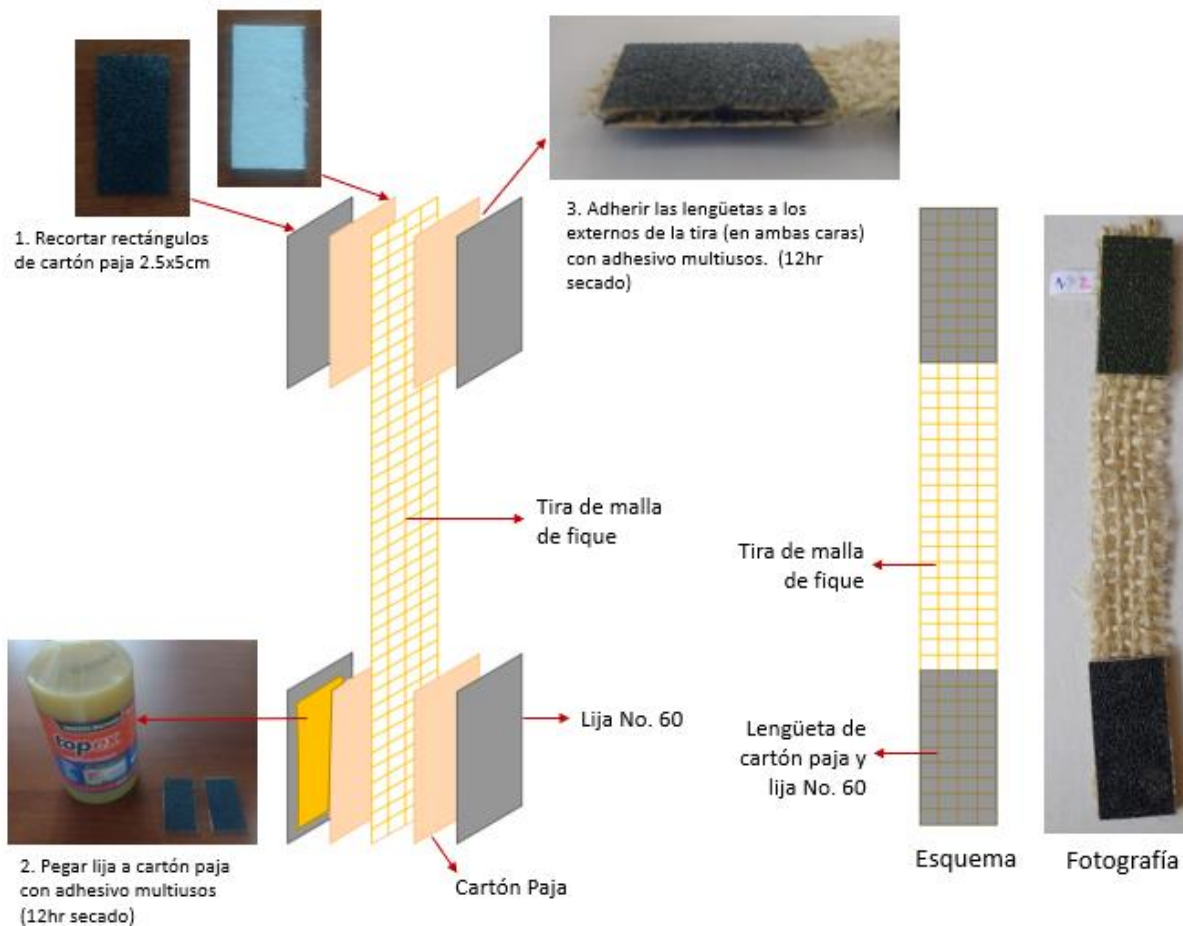 1. Recortar rectángulos
de cartón paja 2.5x5cm
3. Adherir las lengüetas a los
externos de la tira (en ambas caras)
con adhesivo multiusos.  (12hr
secado)
Tira de malla
de fique
Lija No. 60
topex
2. Pegar lija a cartón paja
con adhesivo multiusos
(12hr secado)
Cartón Paja
Tira de malla
de fique
Lengüeta de
cartón paja y
lija No. 60
Esquema
Fotografía